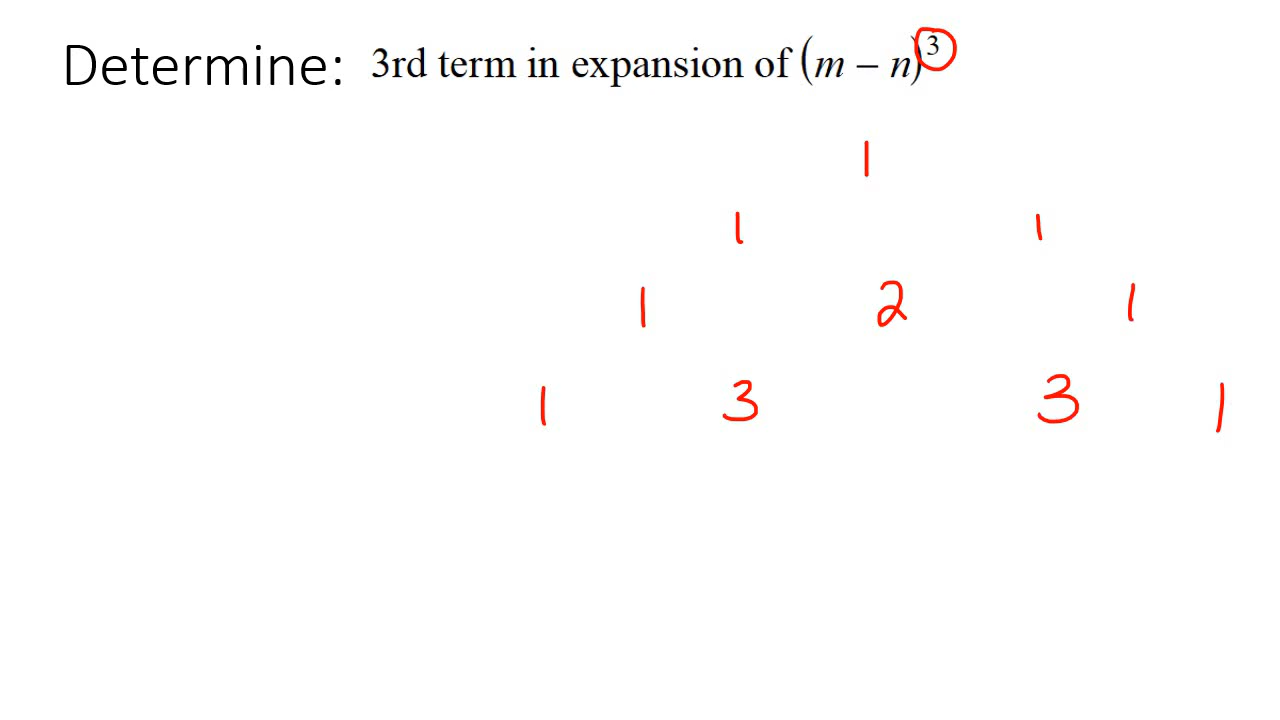 Determine: 3rd term in expansion of (m − n)³
1
1 1
1 2 1
1 3 3 1